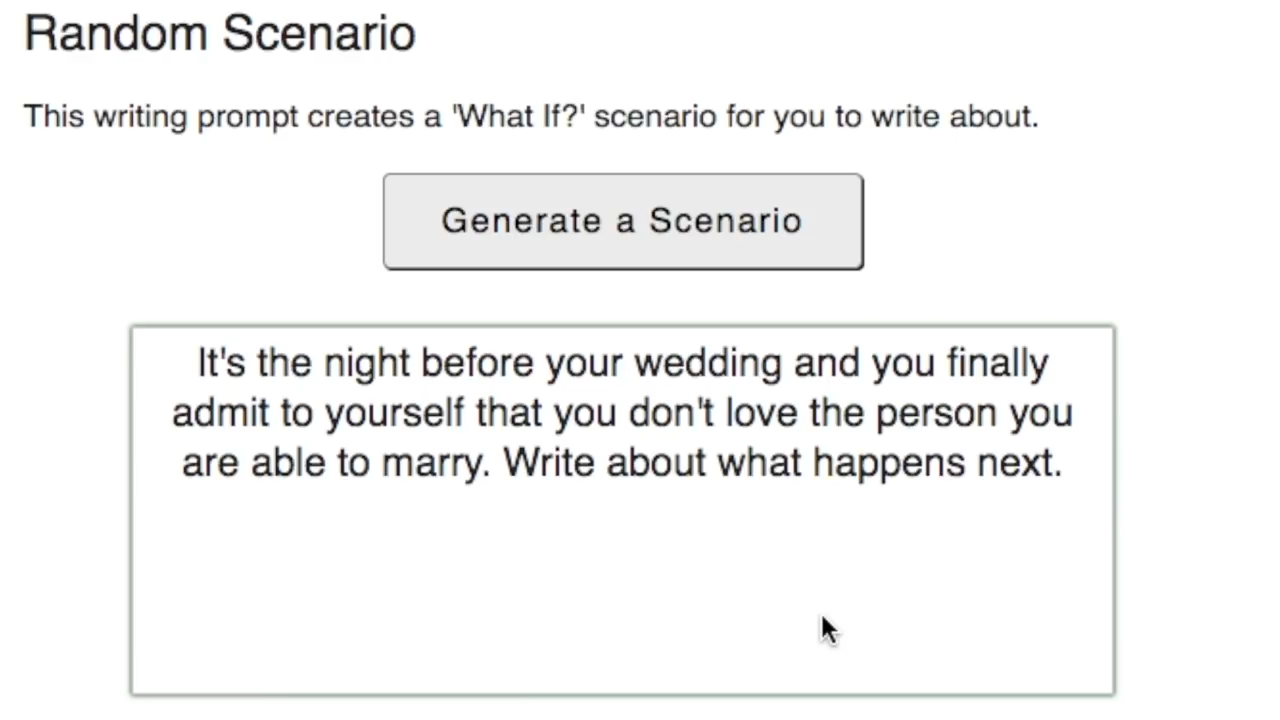 Random Scenario
This writing prompt creates a 'What If?' scenario for you to write about.
Generate a Scenario
It's the night before your wedding and you finally
admit to yourself that you don't love the person you
are able to marry. Write about what happens next.